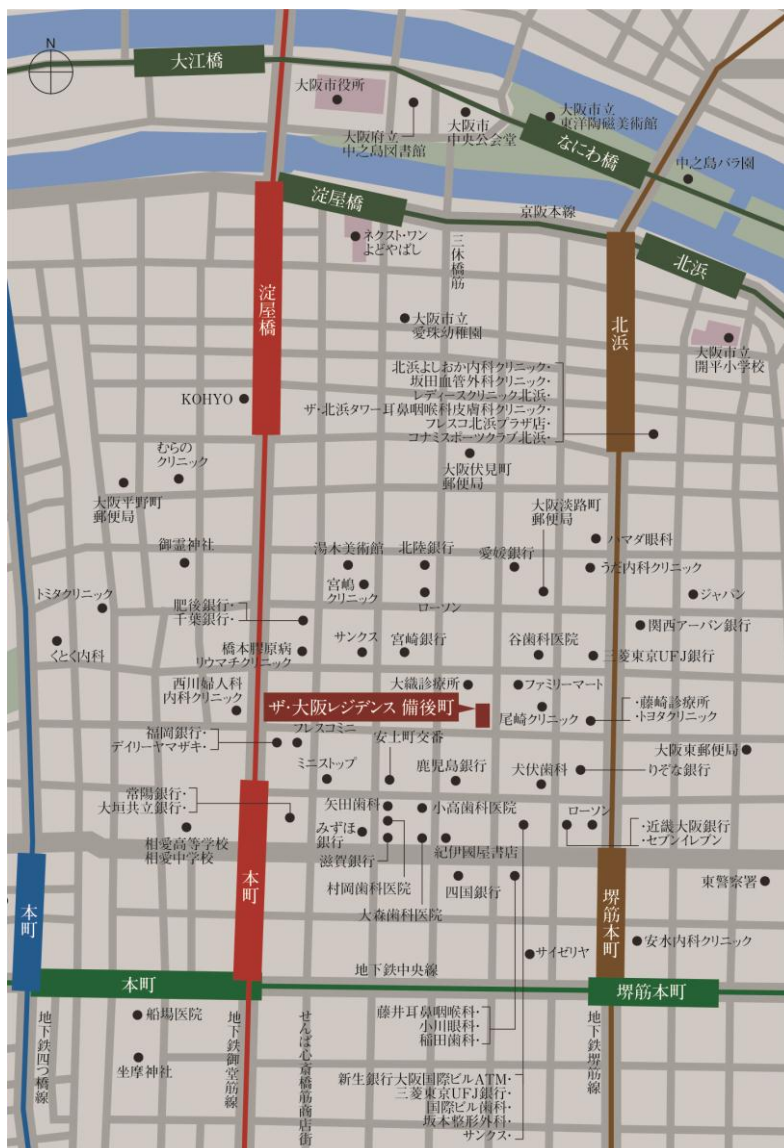 N
大江橋
大阪市役所
大阪府立
中之島図書館
大阪市
中央公会堂
大阪市立
東洋陶磁美術館
なにわ橋
中之島バラ園
淀屋橋
京阪本線
北浜
ネクスト・ワン
よどやばし
三休橋筋
淀屋橋
北浜
大阪市立
愛珠幼稚園
大阪市立
開平小学校
北浜よしおか内科クリニック・
坂田血管外科クリニック・
レディースクリニック北浜・
ザ・北浜タワー耳鼻咽喉科皮膚科クリニック・
フレスコ北浜プラザ店・
コナミスポーツクラブ北浜・
KOHYO
むらの
クリニック
大阪平野町
郵便局
大阪伏見町
郵便局
大阪淡路町
郵便局
御霊神社
湯木美術館
北陸銀行
愛媛銀行
ハマダ眼科
うだ内科クリニック
宮嶋
クリニック
ローソン
ジャパン
トミタクリニック
肥後銀行・
千葉銀行・
関西アーバン銀行
くとく内科
橋本膠原病
リウマチクリニック
サンクス
宮崎銀行
谷歯科医院
三菱東京UFJ銀行
西川婦人科
内科クリニック
大織診療所
ファミリーマート
ザ・大阪レジデンス 備後町
尾崎クリニック
・藤崎診療所
・トヨタクリニック
福岡銀行・
デイリーヤマザキ・
フレスコミニ
安土町交番
大阪東郵便局
ミニストップ
鹿児島銀行
犬伏歯科
りそな銀行
常陽銀行・
大垣共立銀行・
矢田歯科
小高歯科医院
ローソン
・近畿大阪銀行
・セブンイレブン
相愛高等学校
相愛中学校
みずほ
銀行
滋賀銀行
紀伊國屋書店
村岡歯科医院
四国銀行
大森歯科医院
東警察署
本町
本町
堺筋本町
安水内科クリニック
サイゼリヤ
本町
地下鉄中央線
堺筋本町
船場医院
坐摩神社
地下鉄四つ橋線
地下鉄御堂筋線
せんば心斎橋筋商店街
地下鉄堺筋線
藤井耳鼻咽喉科・
小川眼科・
稲田歯科・
新生銀行大阪国際ビルATM・
三菱東京UFJ銀行・
国際ビル歯科・
坂本整形外科・
サンクス・